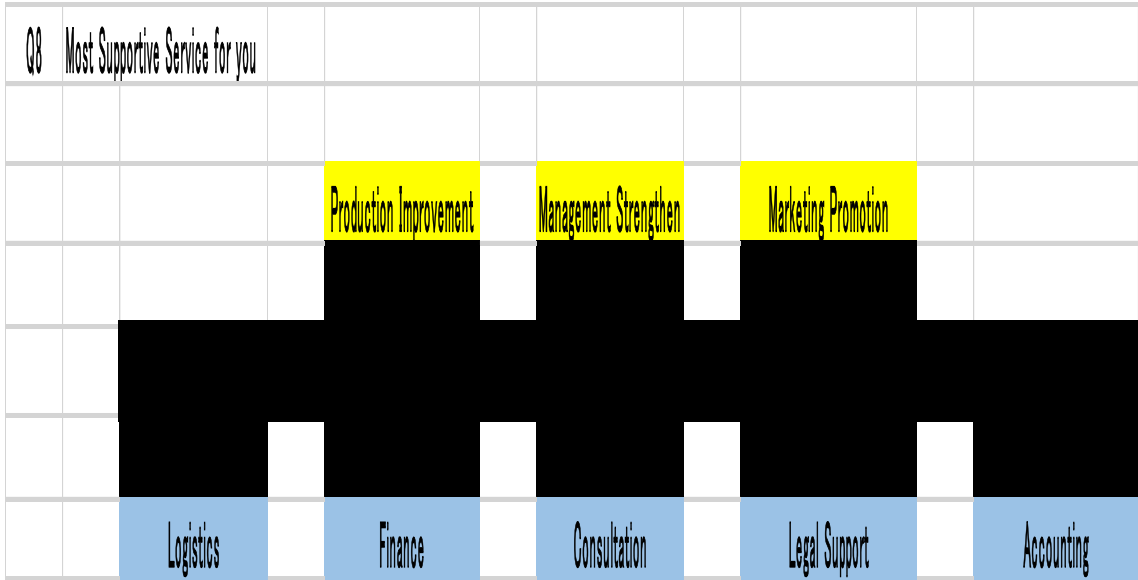 Q8 Most Supportive Service for you
Production Improvement Management Strengthen Marketing Promotion
Logistics Finance Consultation Legal Support Accounting